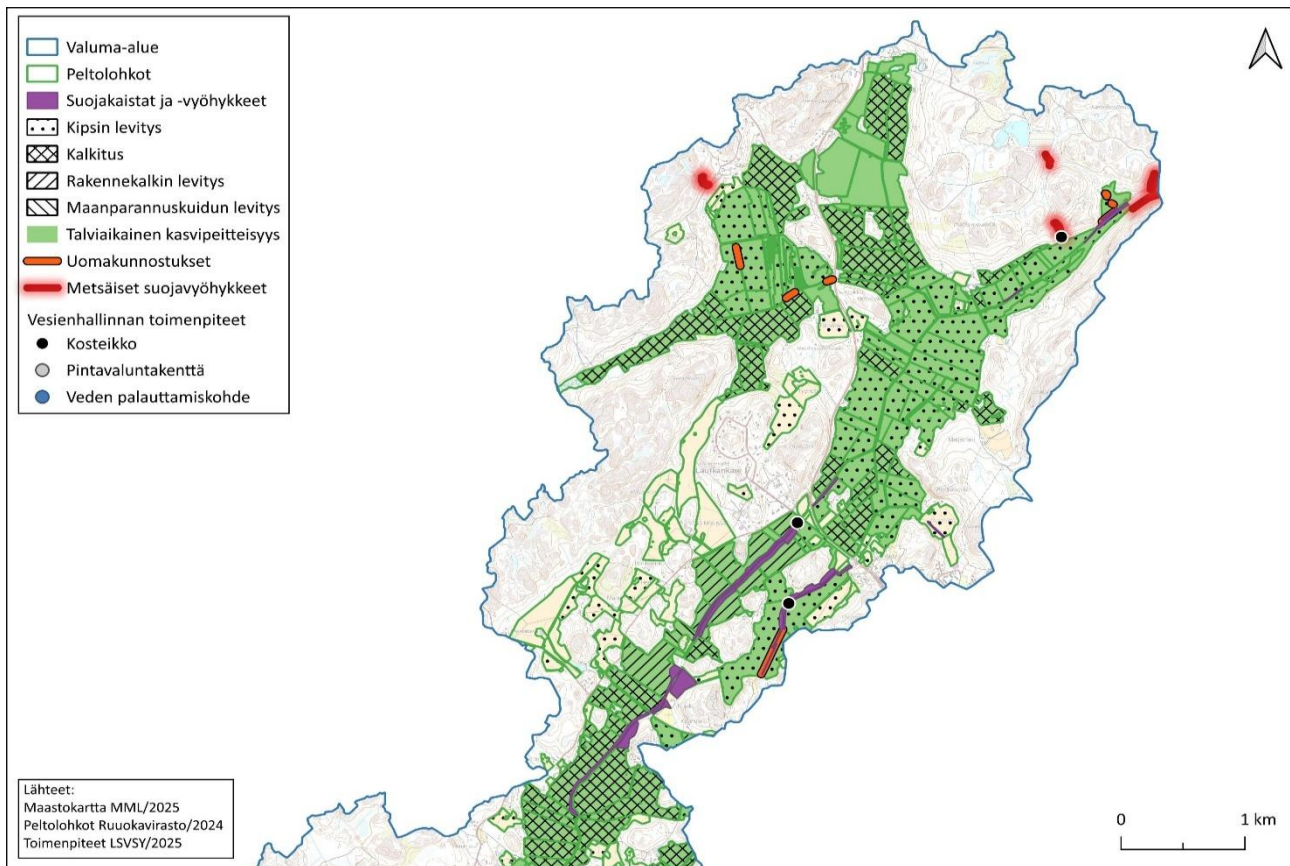 Valuma-alue
Peltolohkot
Suojakaistat ja -vyöhykkeet
Kipsin levitys
Kalkitus
Rakennekalkin levitys
Maanparannuskuidun levitys
Talviaikainen kasvipeitteisyys
Uomakunnostukset
Metsäiset suojavyöhykkeet
Vesienhallinnan toimenpiteet
Kosteikko
Pintavaluntakenttä
Veden palauttamiskohde
Laurkankare
Lähteet:
Maastokartta MML/2025
Peltolohkot Ruuokavirasto/2024
Toimenpiteet LSVSY/2025
0
1 km